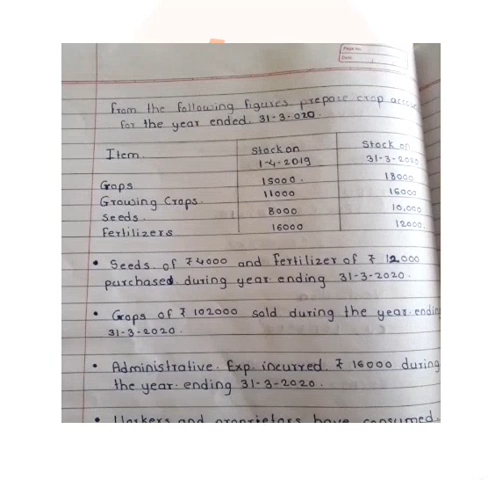 Page No.
Date
From the following figures prepare crop
for the year ended 31-3-020.
Item. Stock on Stock on
1-4-2019 31-3-2020
Grops 15000. 18000
Growing Crops. 11000 16000
Seeds. 8000 10,000
Fertilizers 16000 12000
• Seeds of ₹4000 and Fertilizer of ₹ 12000
purchased during year ending 31-3-2020.
• Grops of ₹ 102000 sold during the year ending
31-3-2020.
• Administrative. Exp. incurred. ₹ 16000 during
the year. ending 31-3-2020.
• Workers and proprietors have consumed.